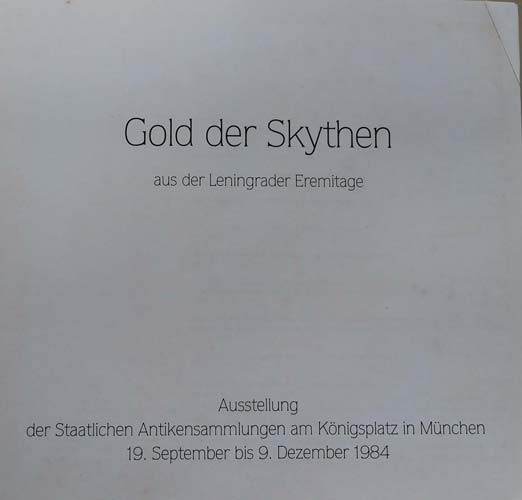 Gold der Skythen
aus der Leningrader Eremitage
Ausstellung
der Staatlichen Antikensammlungen am Königsplatz in München
19. September bis 9. Dezember 1984